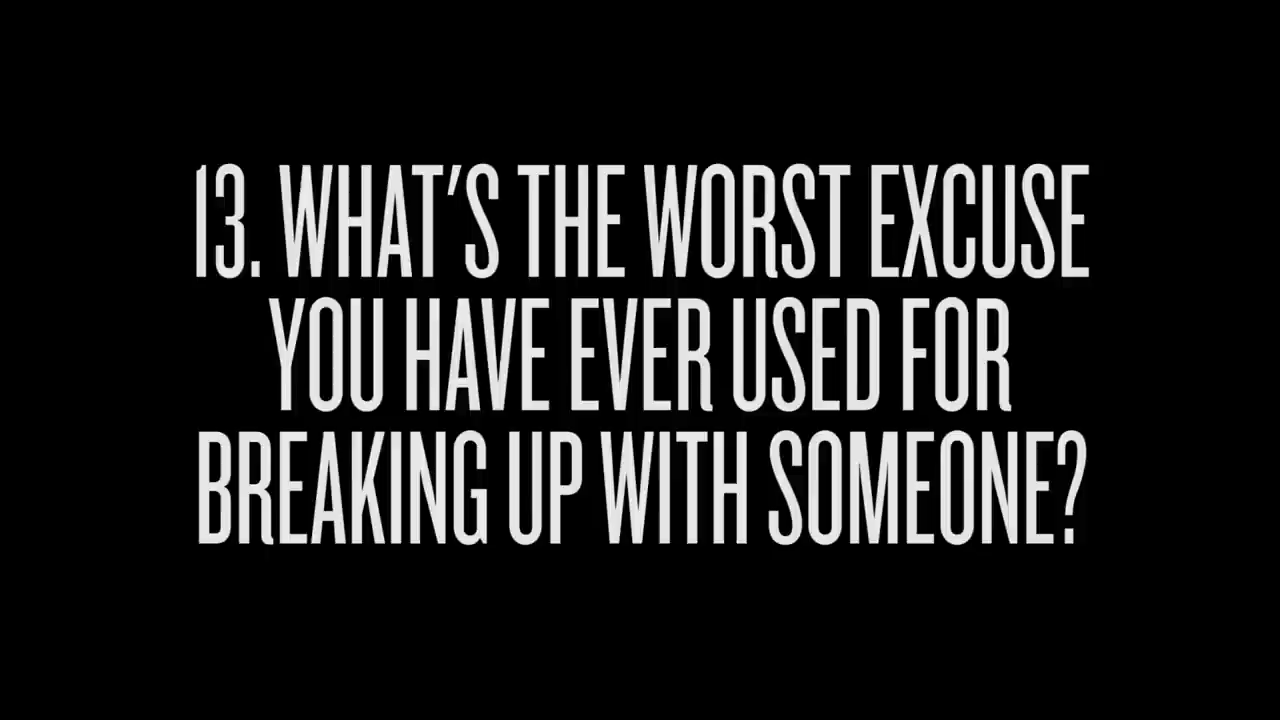 13. WHAT'S THE WORST EXCUSE
YOU HAVE EVER USED FOR
BREAKING UP WITH SOMEONE?